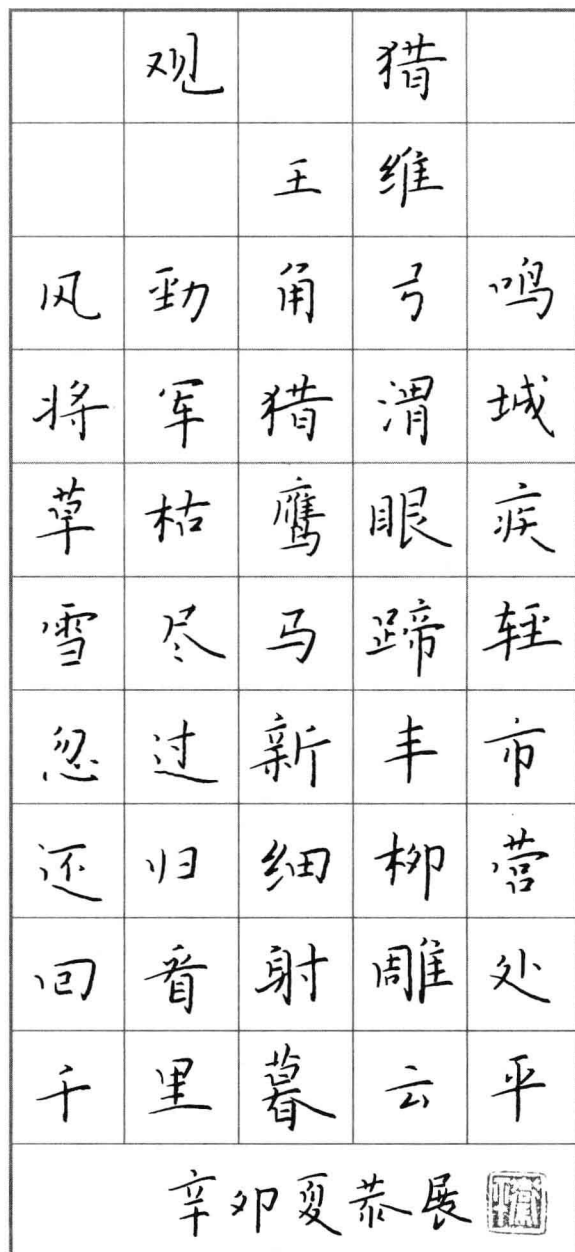 观猎
王维
风劲角弓鸣
将军猎渭城
草枯鹰眼疾
雪尽马蹄轻
忽过新丰市
还归细柳营
回看射雕处
千里暮云平
辛卯夏恭展